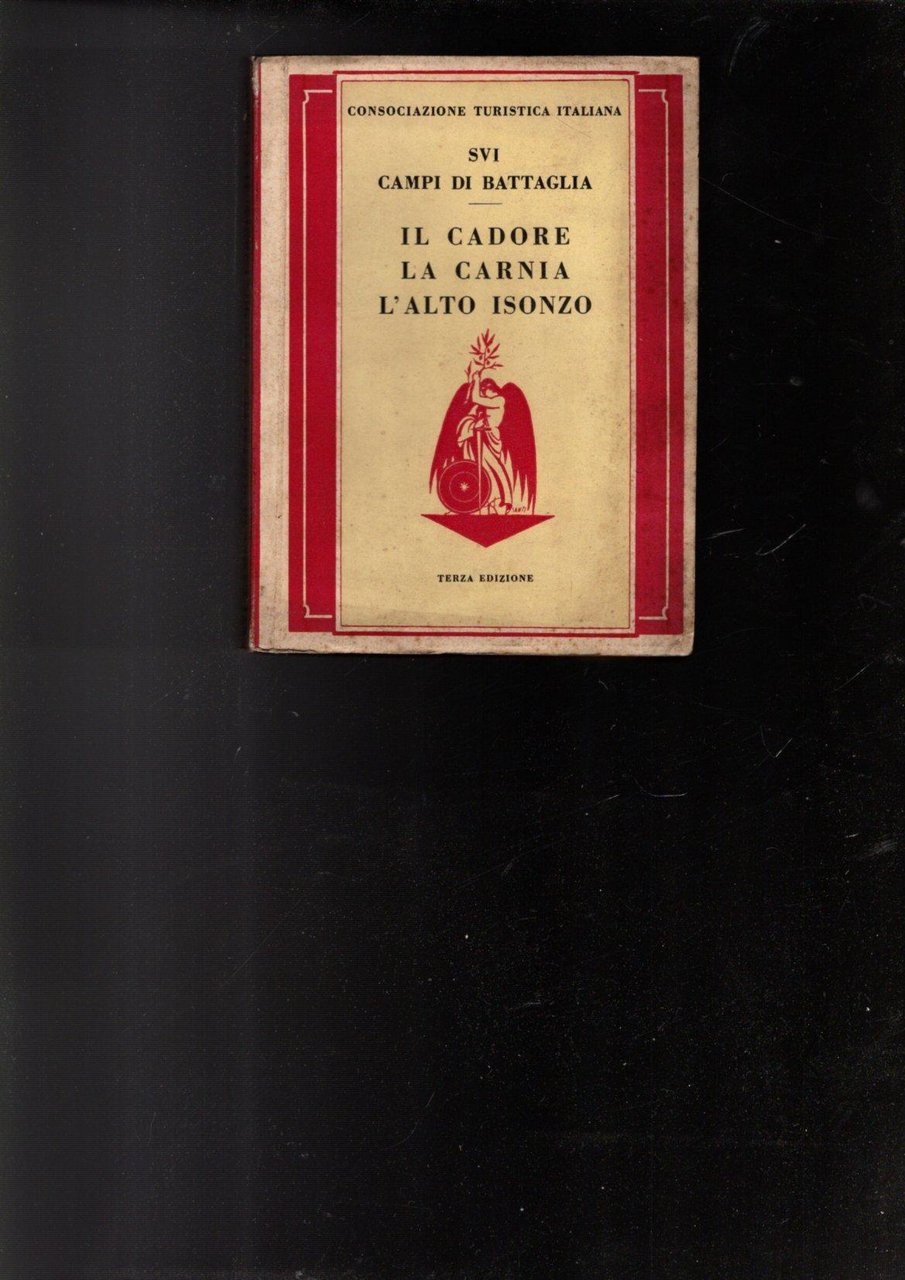 CONSOCIAZIONE TURISTICA ITALIANA
SVI
CAMPI DI BATTAGLIA
IL CADORE
LA CARNIA
L'ALTO ISONZO
TERZA EDIZIONE